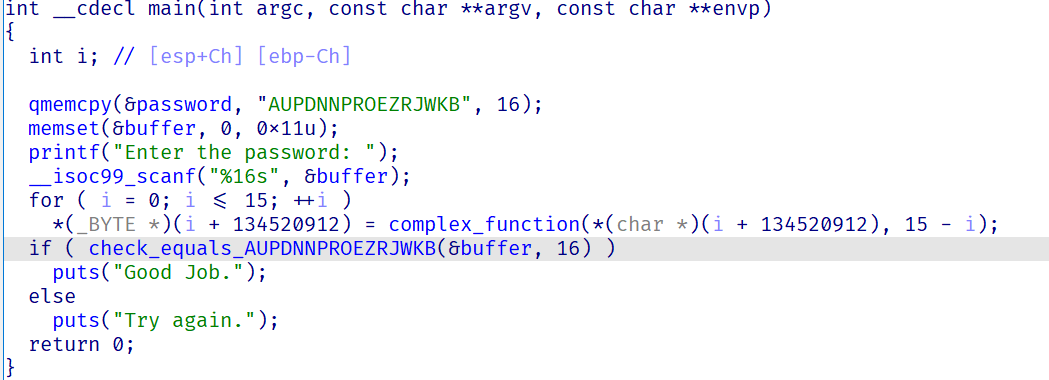 int __cdecl main(int argc, const char **argv, const char **envp)
{
  int i; // [esp+Ch] [ebp-Ch]

  qmemcpy(&password, "AUPDNNPROEZRJWKB", 16);
  memset(&buffer, 0, 0x11u);
  printf("Enter the password: ");
  __isoc99_scanf("%16s", &buffer);
  for ( i = 0; i <= 15; ++i )
    *(_BYTE *)(i + 134520912) = complex_function(*(char *)(i + 134520912), 15 - i);
  if ( check_equals_AUPDNNPROEZRJWKB(&buffer, 16) )
    puts("Good Job.");
  else
    puts("Try again.");
  return 0;
}